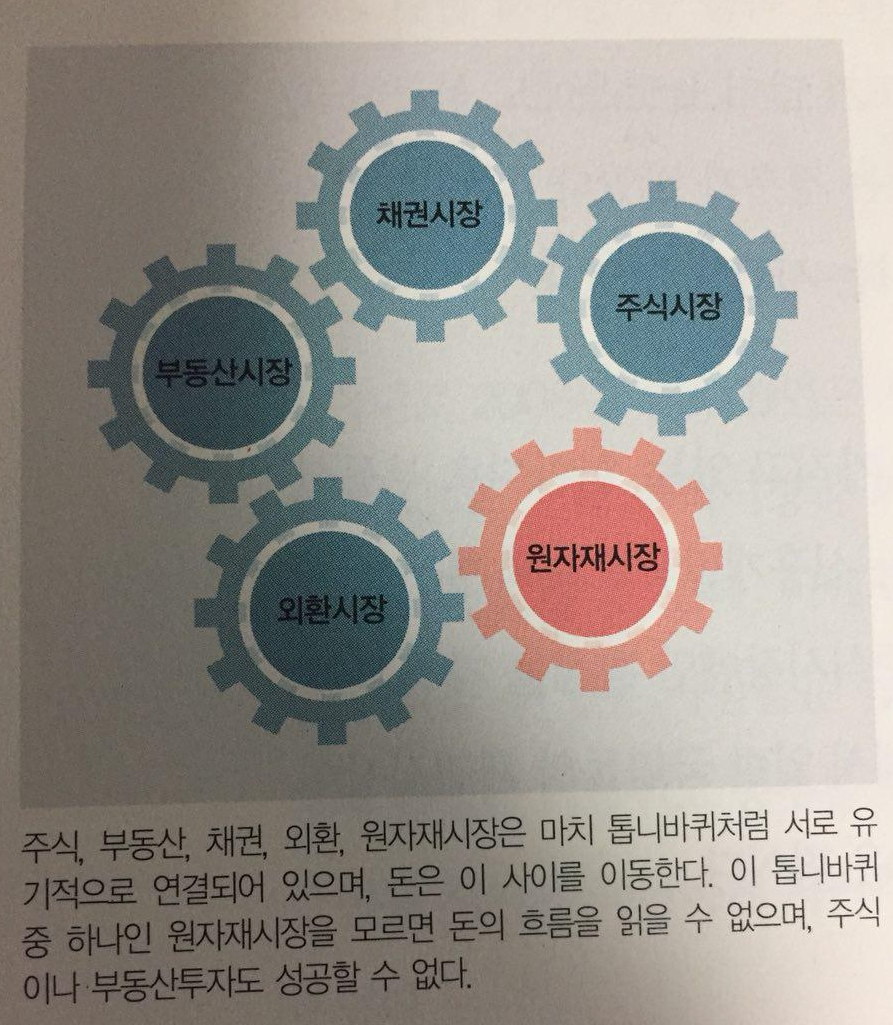 채권시장
주식시장
부동산시장
원자재시장
외환시장
주식, 부동산, 채권, 외환, 원자재시장은 마치 톱니바퀴처럼 서로 유
기적으로 연결되어 있으며, 돈은 이 사이를 이동한다. 이 톱니바퀴
중 하나인 원자재시장을 모르면 돈의 흐름을 읽을 수 없으며, 주식
이나 부동산투자도 성공할 수 없다.